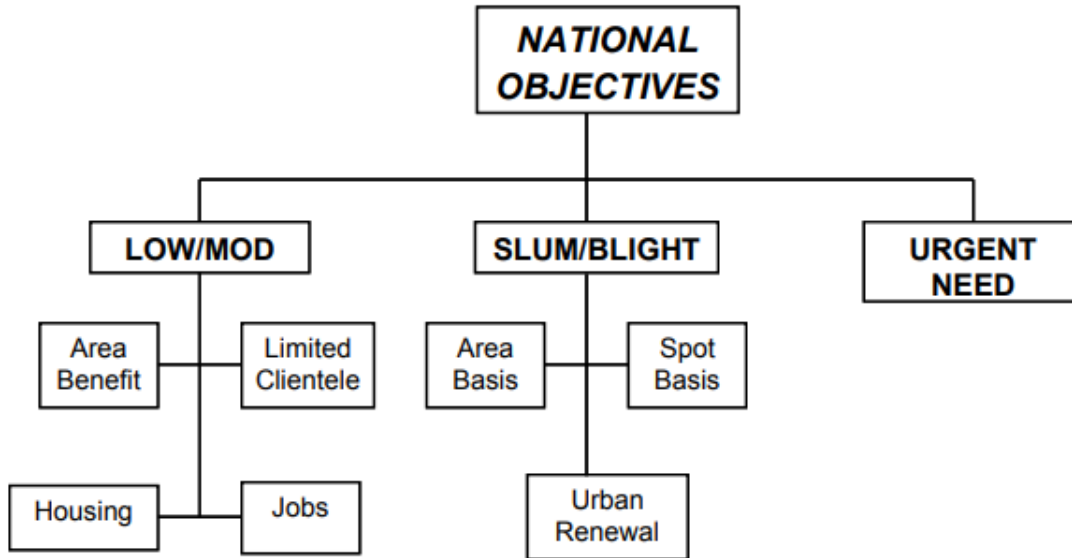 NATIONAL
OBJECTIVES
LOW/MOD
SLUM/BLIGHT
URGENT
NEED
Area
Benefit
Limited
Clientele
Area
Basis
Spot
Basis
Housing
Jobs
Urban
Renewal